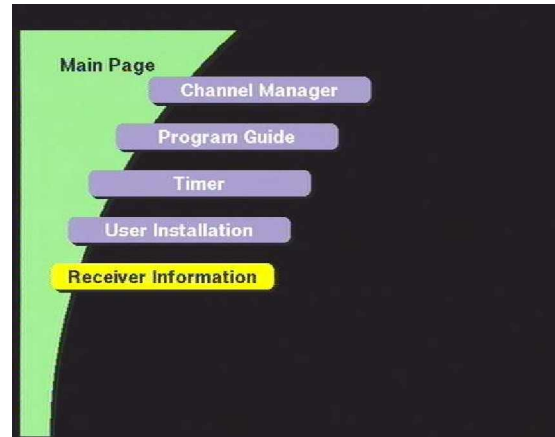 Main Page
Channel Manager
Program Guide
Timer
User Installation
Receiver Information